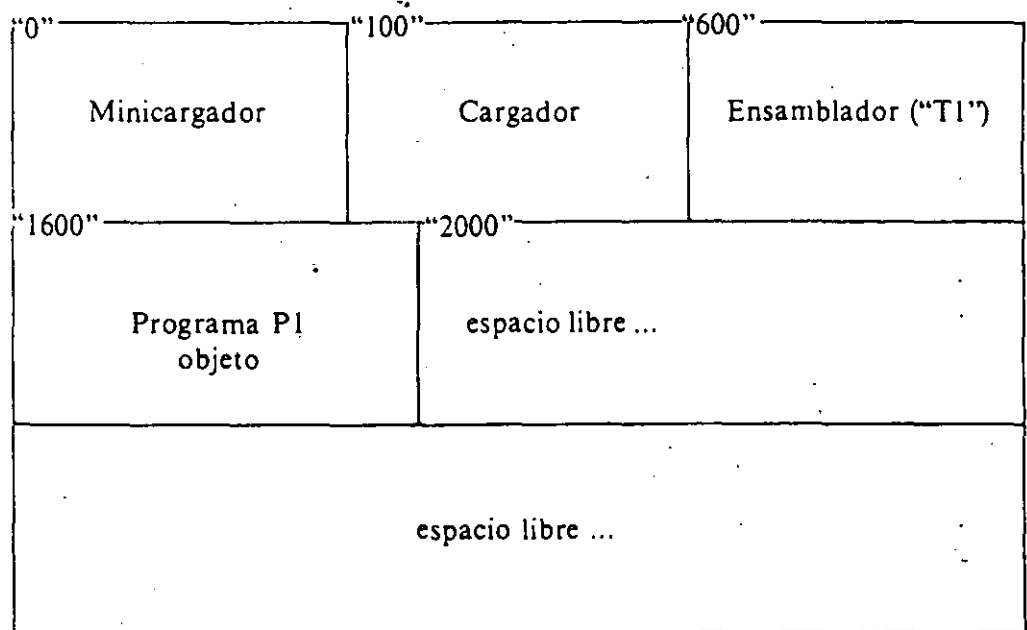 “0” “100” “600”
Minicargador Cargador Ensamblador (“T1”)
“1600” “2000”
Programa P1 espacio libre ...
objeto
espacio libre ...